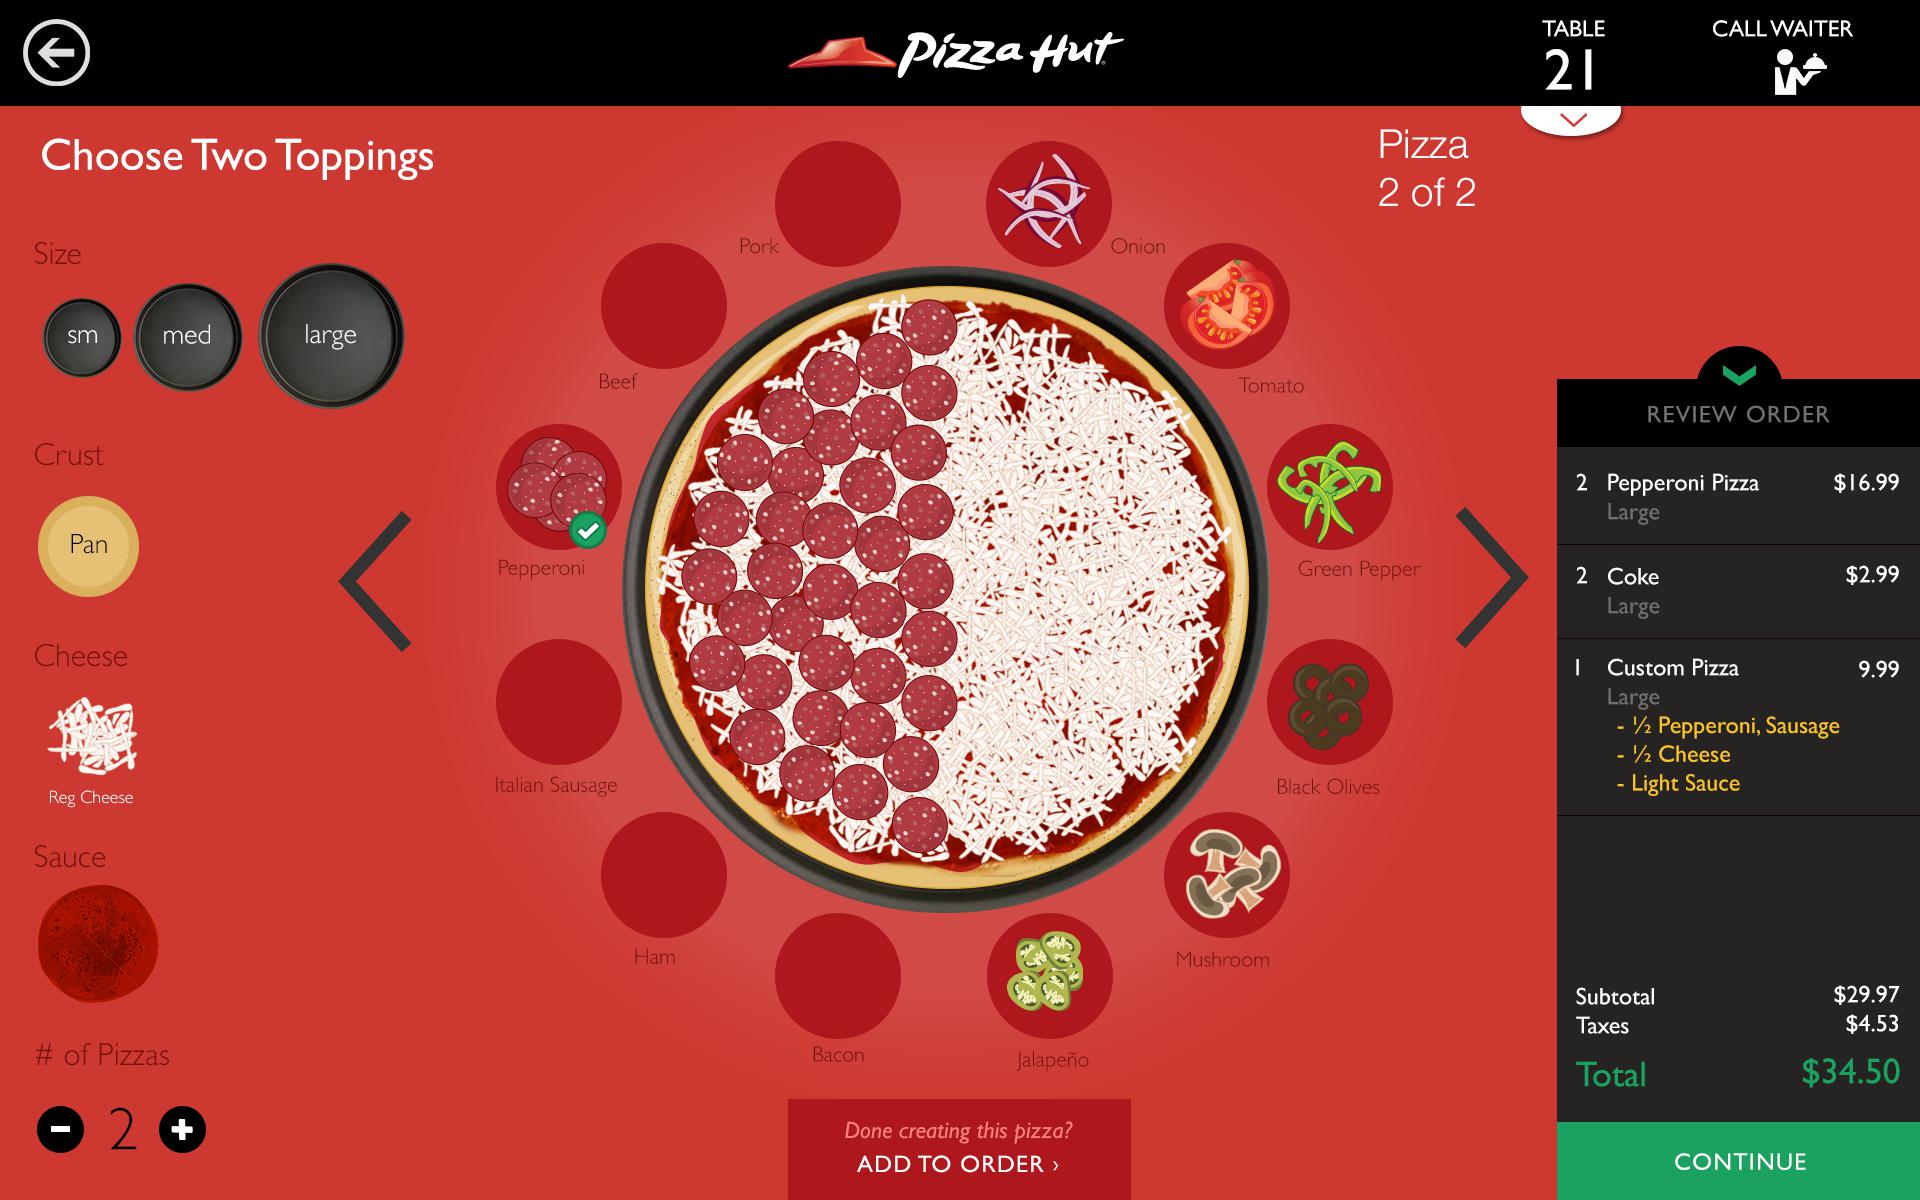 Pizza Hut
TABLE
21
CALL WAITER
Choose Two Toppings
Pizza
2 of 2
Size
sm
med
large
Crust
Pan
Cheese
Reg Cheese
Sauce
# of Pizzas
2
Pork
Onion
Beef
Tomato
Pepperoni
Green Pepper
Italian Sausage
Black Olives
Ham
Mushroom
Bacon
Jalapeño
Done creating this pizza?
ADD TO ORDER ›
REVIEW ORDER
2 Pepperoni Pizza $16.99
Large
2 Coke $2.99
Large
1 Custom Pizza 9.99
Large
- ½ Pepperoni, Sausage
- ½ Cheese
- Light Sauce
Subtotal $29.97
Taxes $4.53
Total $34.50
CONTINUE